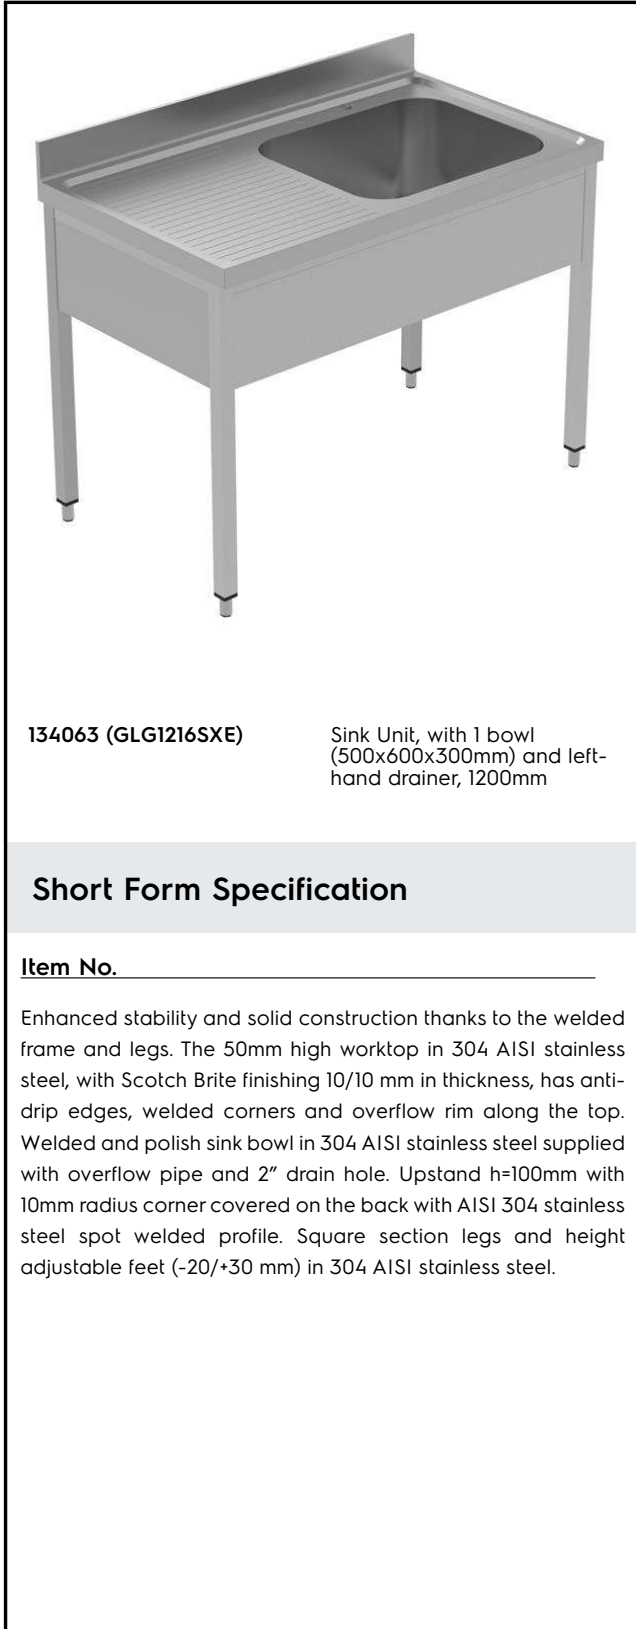 134063 (GLG1216SXE)
Sink Unit, with 1 bowl
(500x600x300mm) and left-
hand drainer, 1200mm
Short Form Specification
Item No.
Enhanced stability and solid construction thanks to the welded
frame and legs. The 50mm high worktop in 304 AISI stainless
steel, with Scotch Brite finishing 10/10 mm in thickness, has anti-
drip edges, welded corners and overflow rim along the top.
Welded and polish sink bowl in 304 AISI stainless steel supplied
with overflow pipe and 2” drain hole. Upstand h=100mm with
10mm radius corner covered on the back with AISI 304 stainless
steel spot welded profile. Square section legs and height
adjustable feet (-20/+30 mm) in 304 AISI stainless steel.